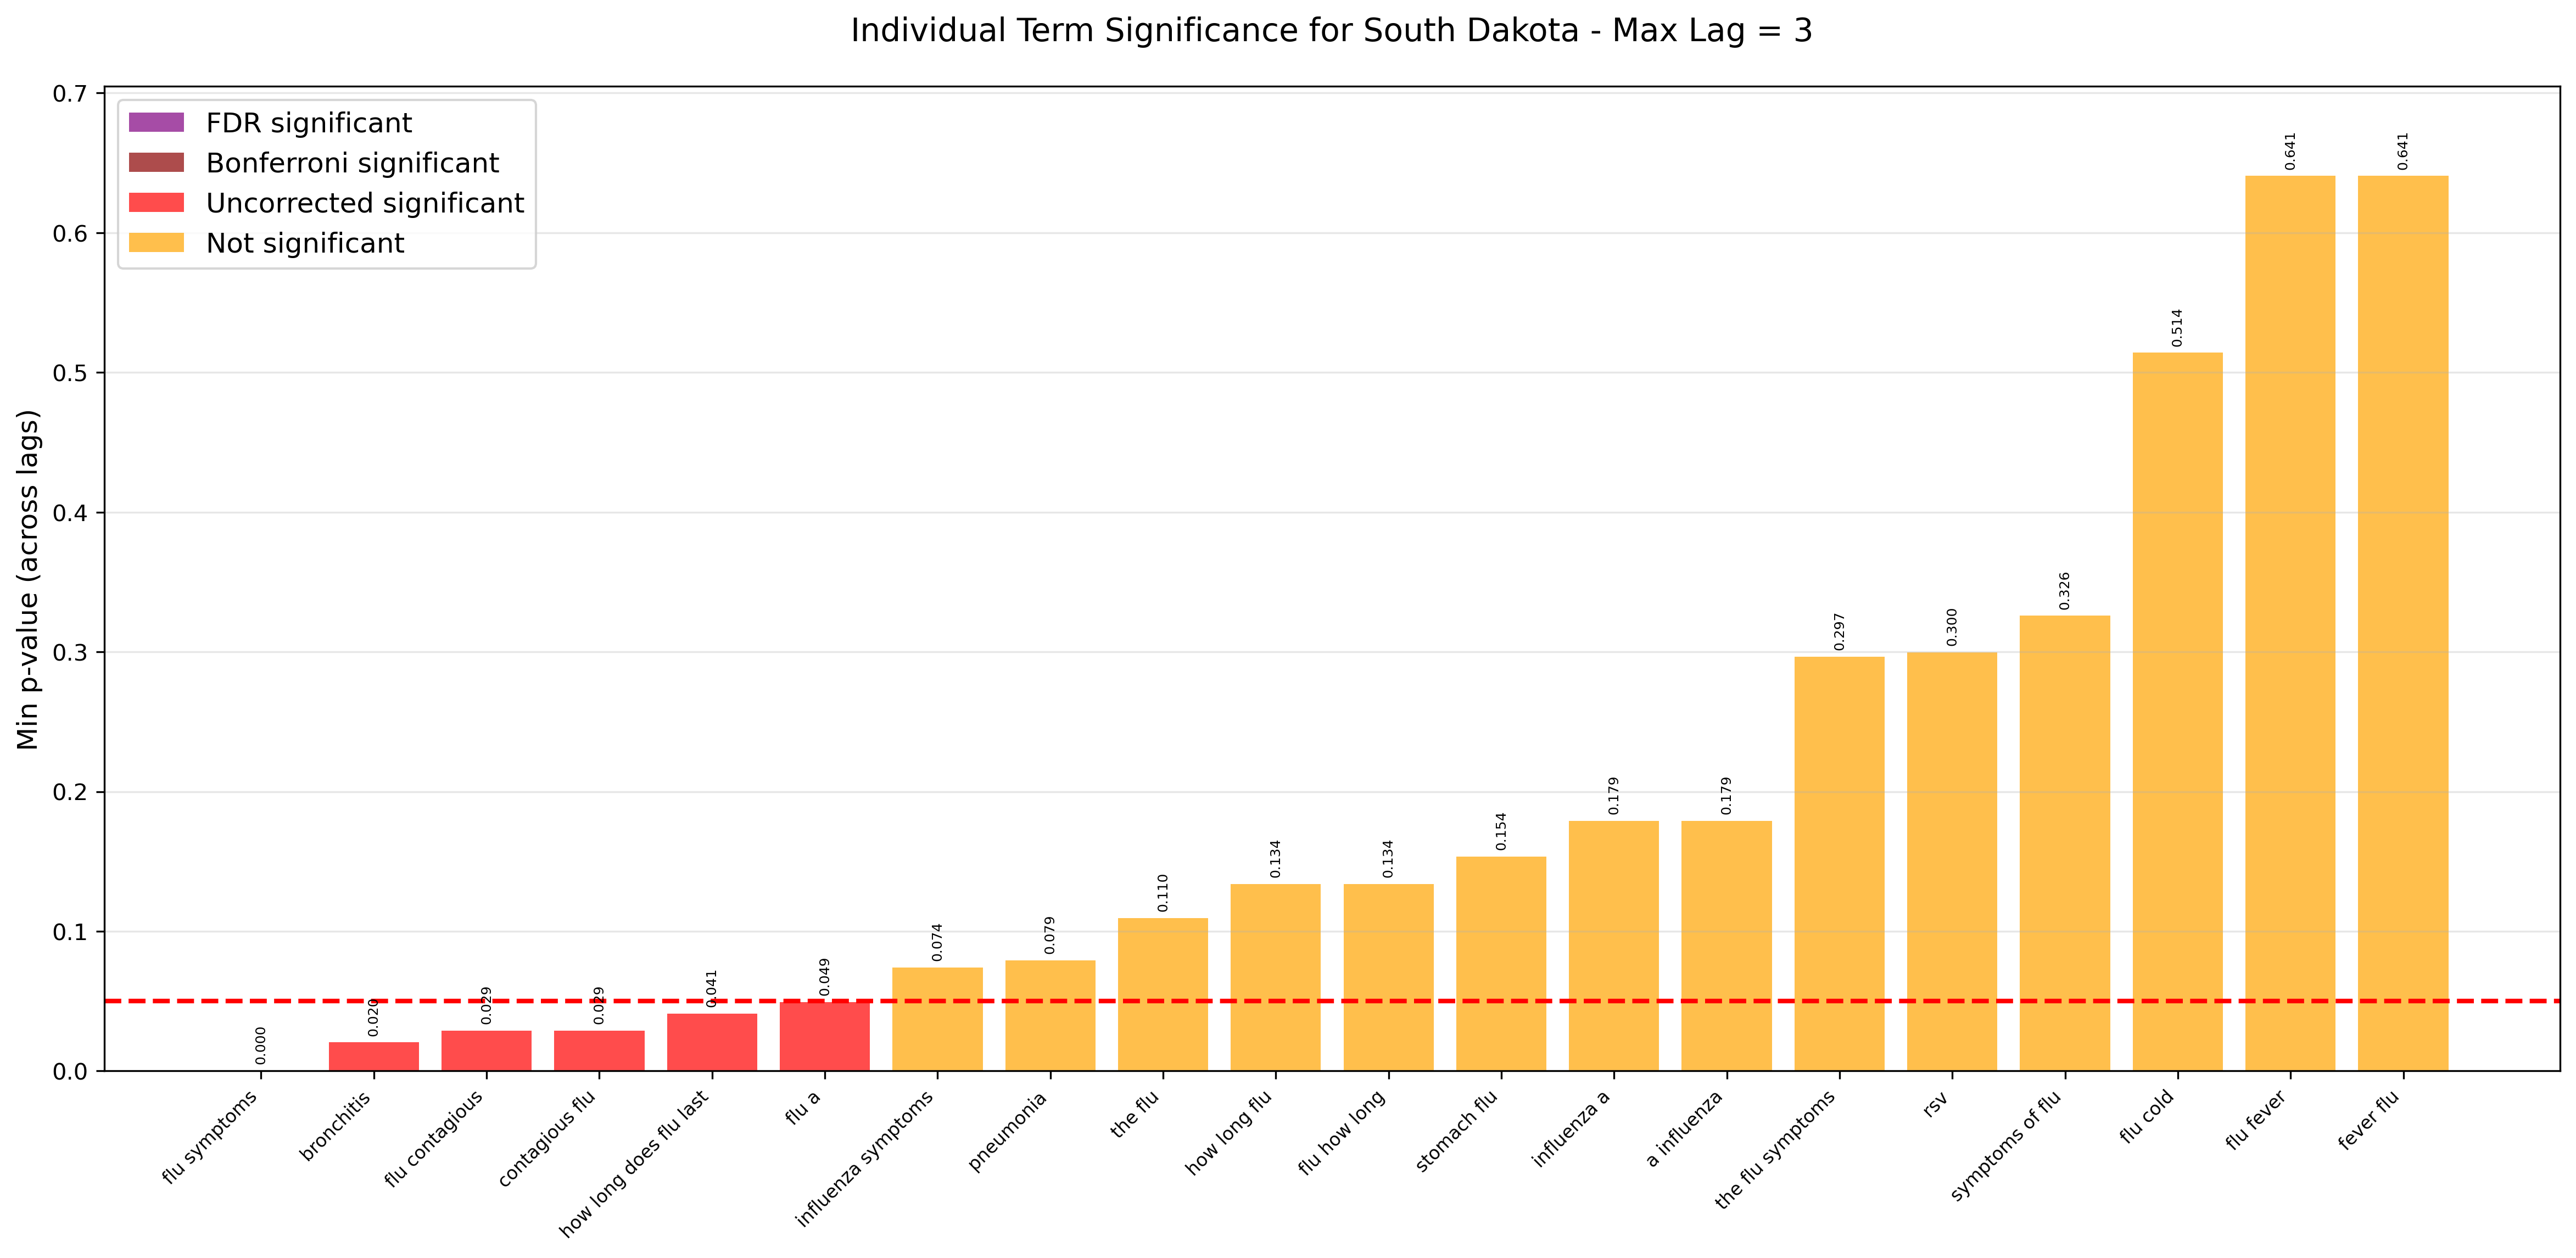 Individual Term Significance for South Dakota - Max Lag = 3
Min p-value (across lags)
0.7
0.6
0.5
0.4
0.3
0.2
0.1
0.0
FDR significant
Bonferroni significant
Uncorrected significant
Not significant
0.000
0.020
0.029
0.029
0.041
0.049
0.074
0.079
0.110
0.134
0.134
0.154
0.179
0.179
0.297
0.300
0.326
0.514
0.641
0.641
flu symptoms
bronchitis
flu contagious
contagious flu
how long does flu last
flu a
influenza symptoms
pneumonia
the flu
how long flu
flu how long
stomach flu
influenza a
a influenza
the flu symptoms
rsv
symptoms of flu
flu cold
flu fever
fever flu